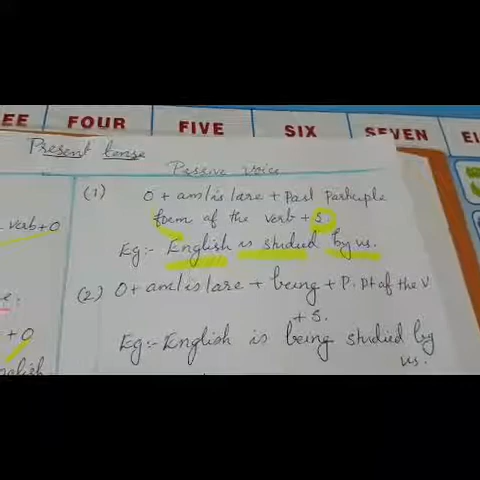 EE FOUR FIVE SIX SEVEN EI
Present tense
Passive voice
(1) O + am/is/are + Past Participle
form of the verb + S.
Eg:- English is studied by us.
(2) O + am/is/are + being + P.Pt of the V
+ S.
Eg:- English is being studied by
us.
verb + O
+ O